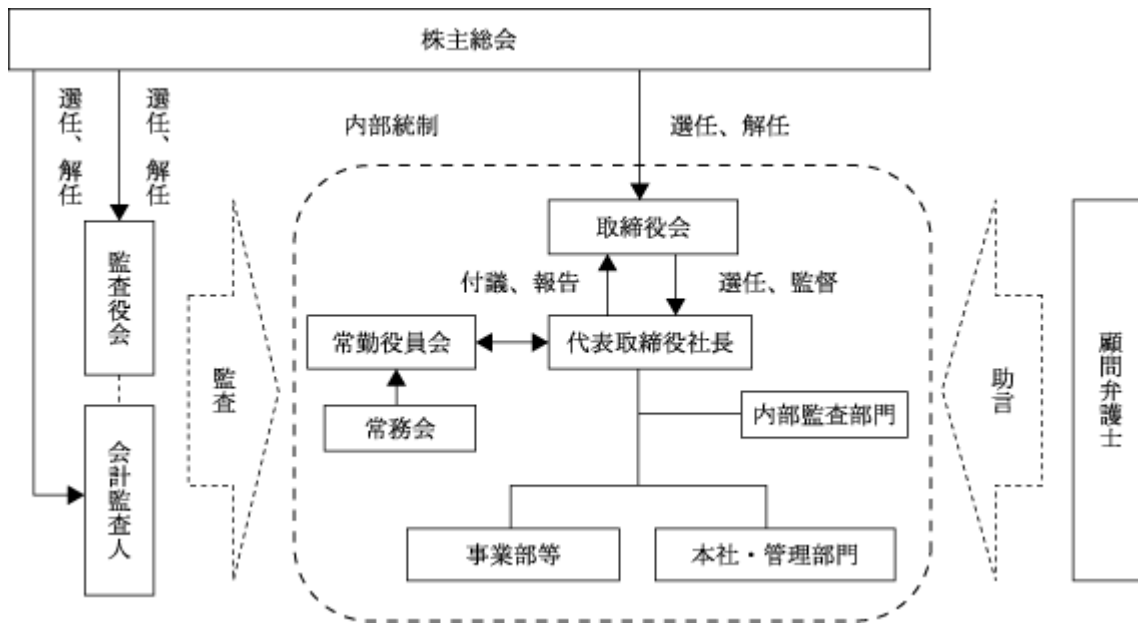 株主総会
選任、解任
選任、解任
内部統制
選任、解任
取締役会
監査役会
付議、報告
選任、監督
常勤役員会
代表取締役社長
監査
常務会
内部監査部門
助言
顧問弁護士
会計監査人
事業部等
本社・管理部門